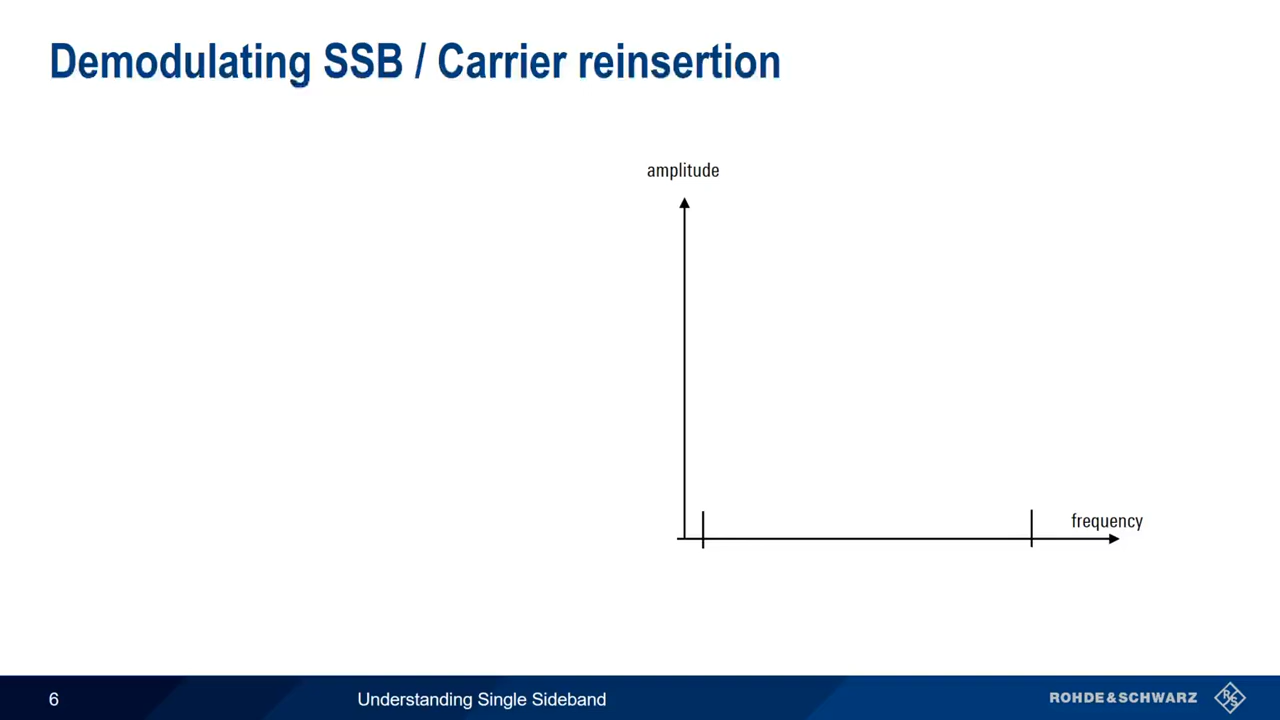 Demodulating SSB / Carrier reinsertion
amplitude
frequency
6
Understanding Single Sideband
ROHDE&SCHWARZ
R&S